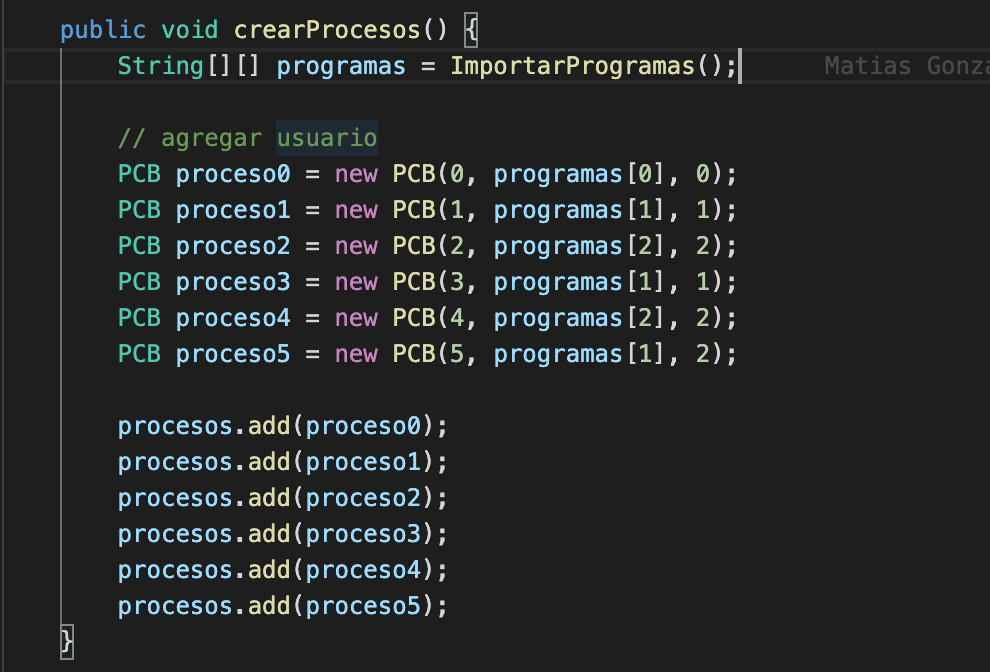 public void crearProcesos() {
String[][] programas = ImportarProgramas(); Matias
// agregar usuario
PCB proceso0 = new PCB(0, programas[0], 0);
PCB proceso1 = new PCB(1, programas[1], 1);
PCB proceso2 = new PCB(2, programas[2], 2);
PCB proceso3 = new PCB(3, programas[1], 1);
PCB proceso4 = new PCB(4, programas[2], 2);
PCB proceso5 = new PCB(5, programas[1], 2);
procesos.add(proceso0);
procesos.add(proceso1);
procesos.add(proceso2);
procesos.add(proceso3);
procesos.add(proceso4);
procesos.add(proceso5);
}